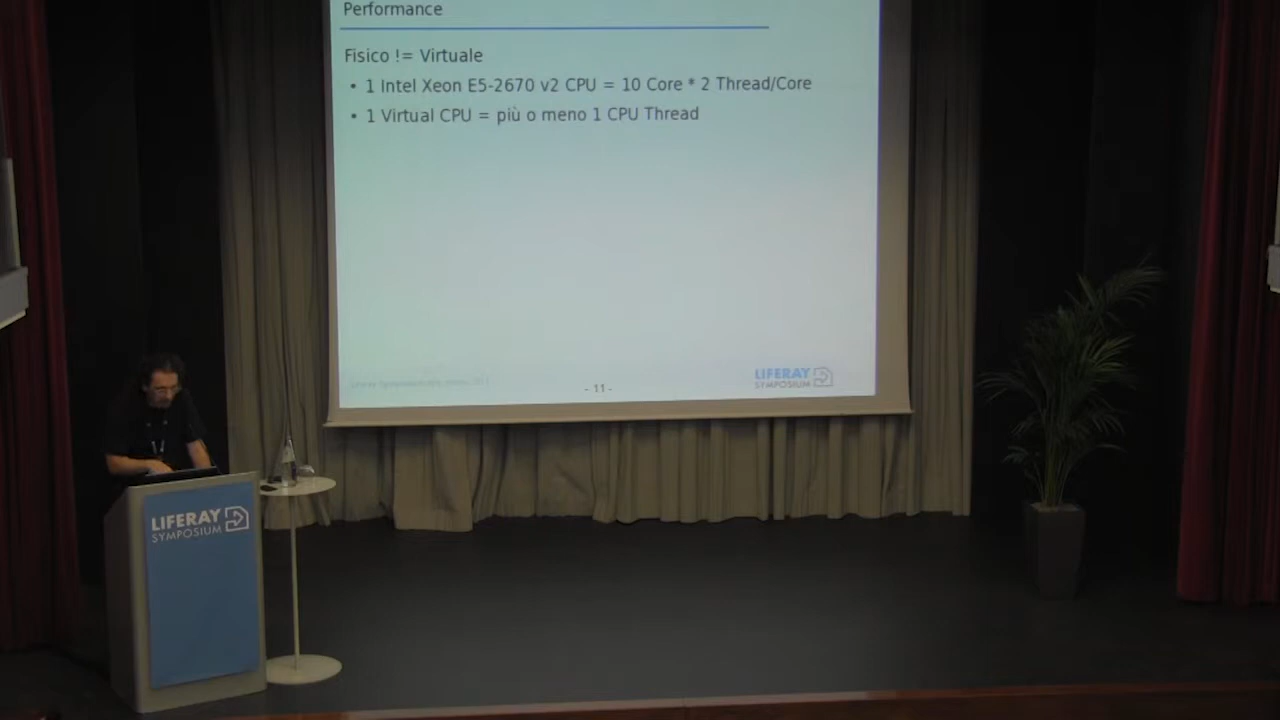 Performance
Fisico != Virtuale
• 1 Intel Xeon E5-2670 v2 CPU = 10 Core * 2 Thread/Core
• 1 Virtual CPU = più o meno 1 CPU Thread
- 11 -
LIFERAY
SYMPOSIUM
LIFERAY
SYMPOSIUM